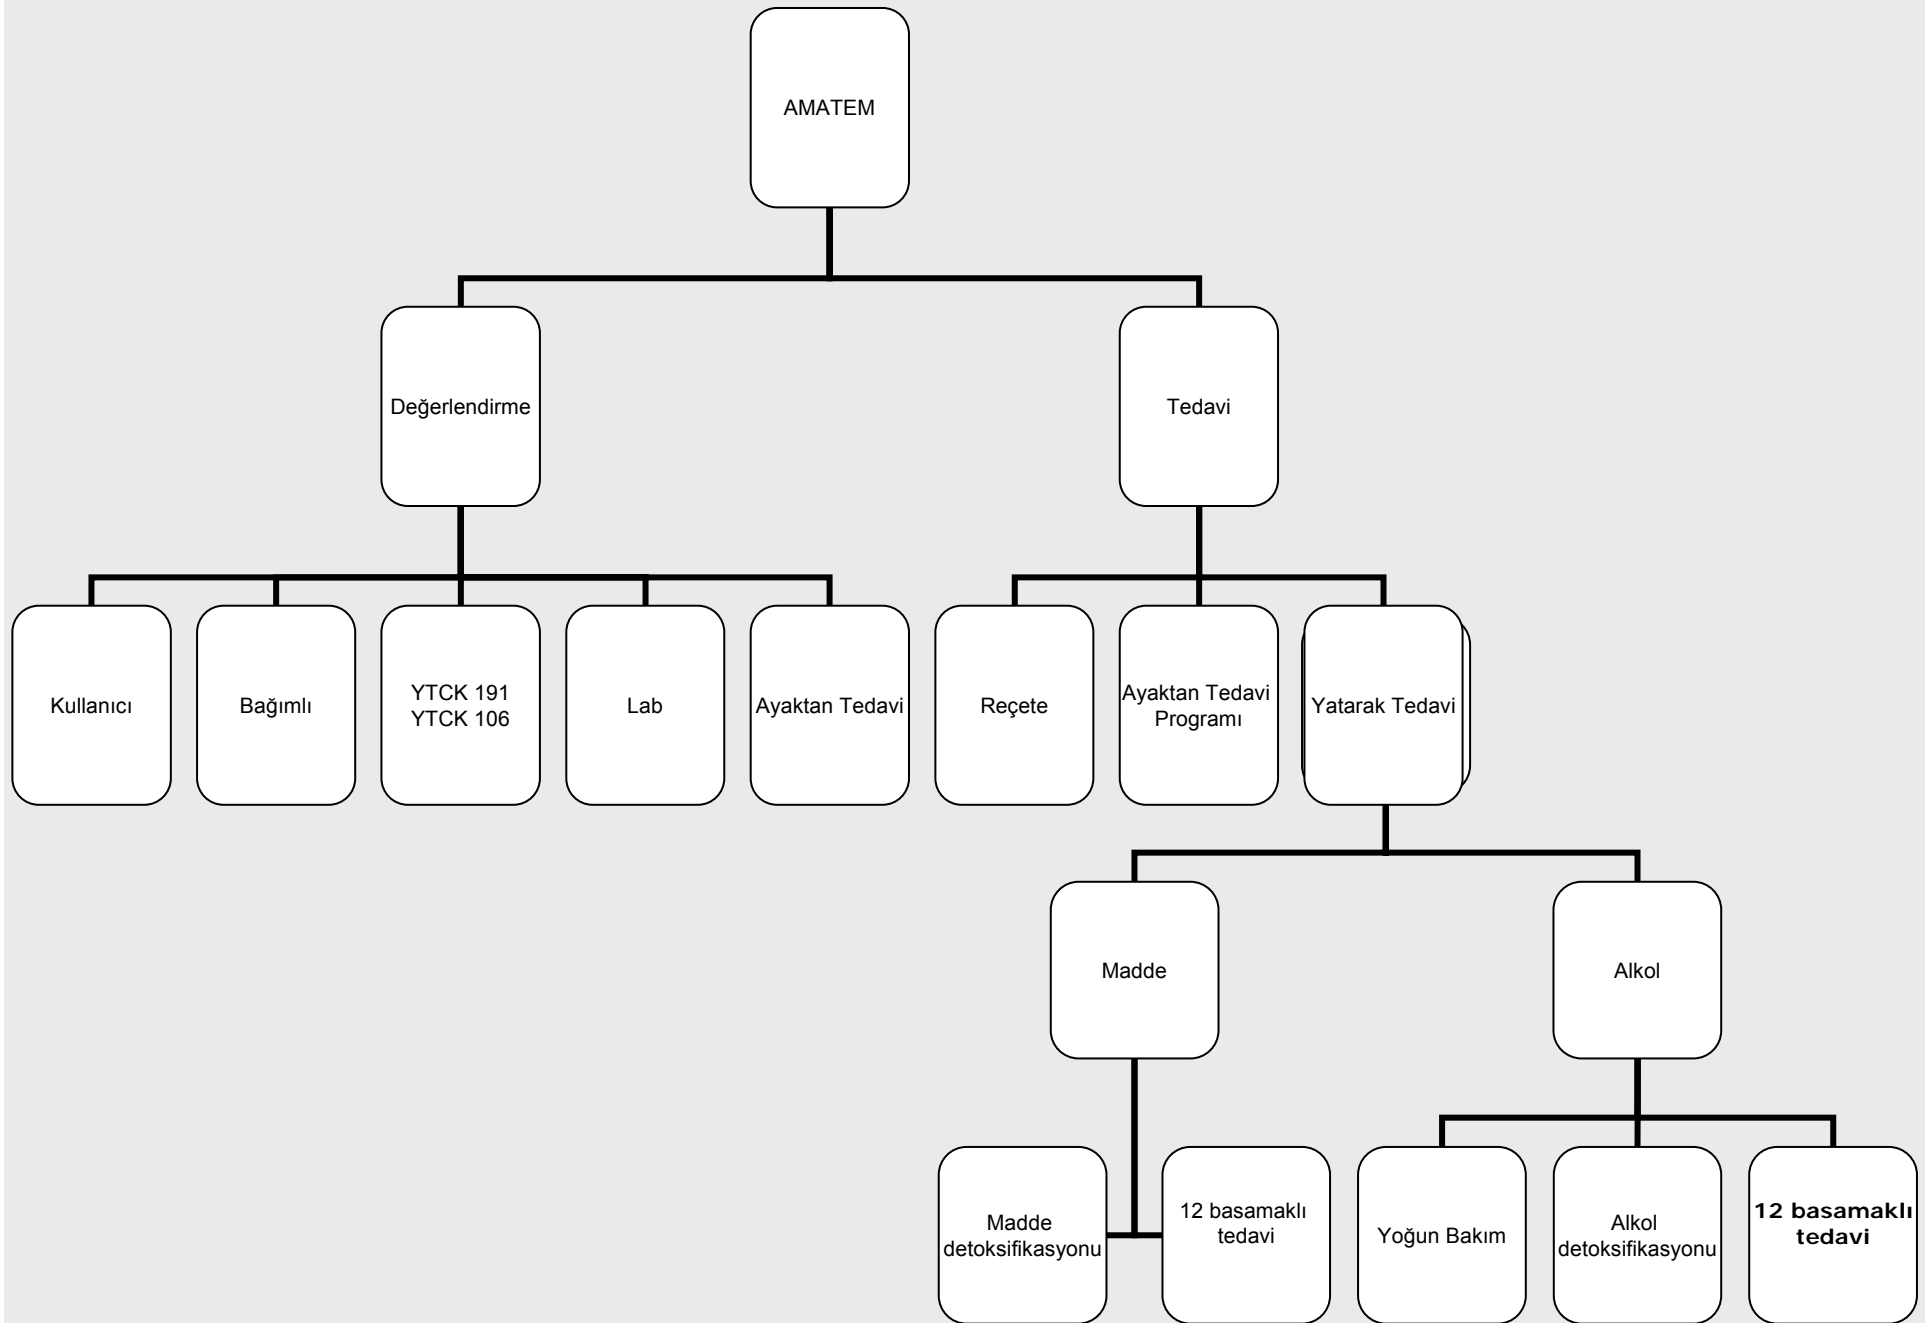 AMATEM
Değerlendirme
Tedavi
Kullanıcı
Bağımlı
YTCK 191
YTCK 106
Lab
Ayaktan Tedavi
Reçete
Ayaktan Tedavi
Programı
Yatarak Tedavi
Madde
Alkol
Madde
detoksifikasyonu
12 basamaklı
tedavi
Yoğun Bakım
Alkol
detoksifikasyonu
12 basamaklı
tedavi